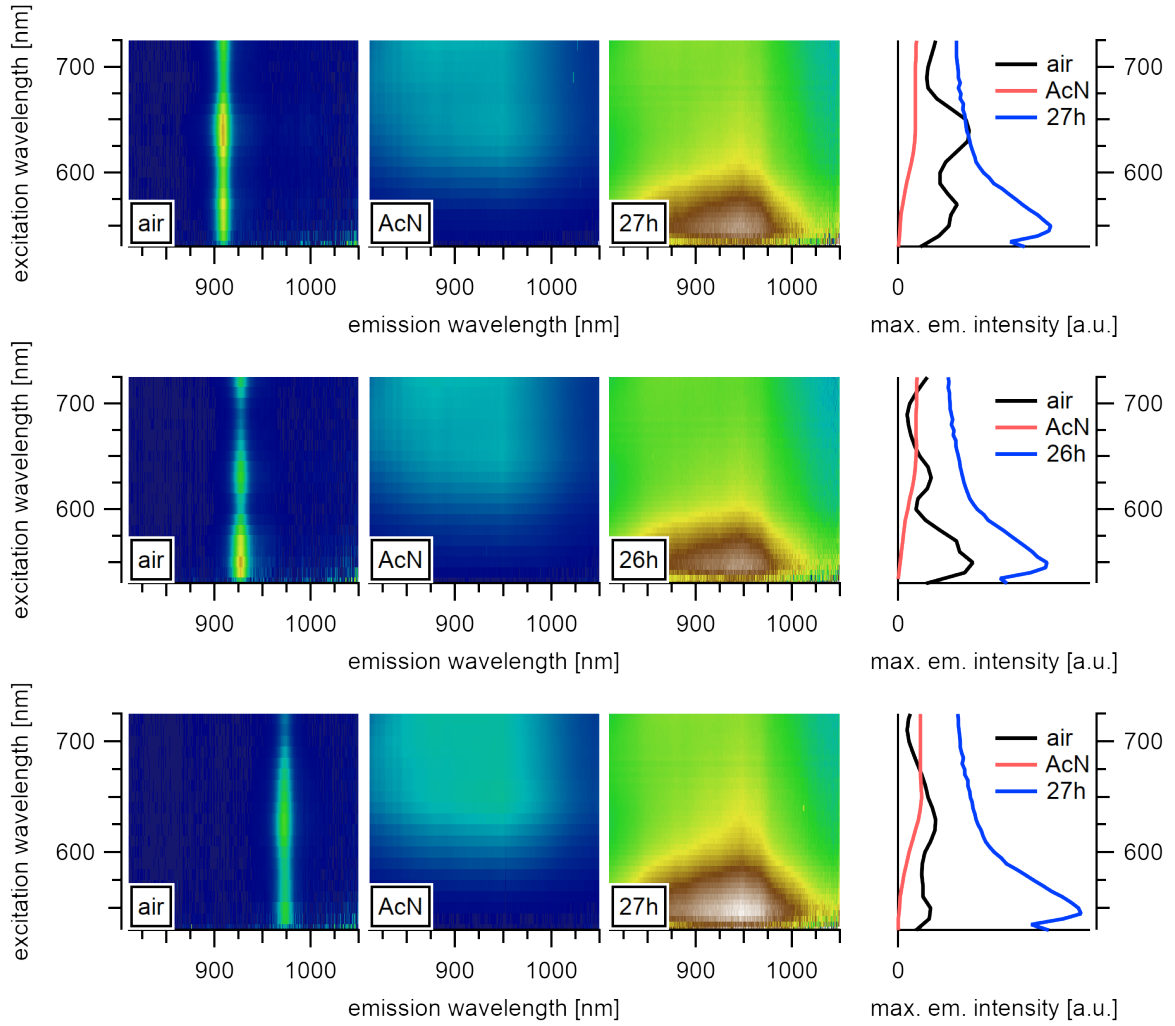 excitation wavelength [nm]
700
600
air
AcN
27h
900
1000
900
1000
900
1000
emission wavelength [nm]
air
AcN
27h
700
600
0
max. em. intensity [a.u.]
excitation wavelength [nm]
700
600
air
AcN
26h
900
1000
900
1000
900
1000
emission wavelength [nm]
air
AcN
26h
700
600
0
max. em. intensity [a.u.]
excitation wavelength [nm]
700
600
air
AcN
27h
900
1000
900
1000
900
1000
emission wavelength [nm]
air
AcN
27h
700
600
0
max. em. intensity [a.u.]